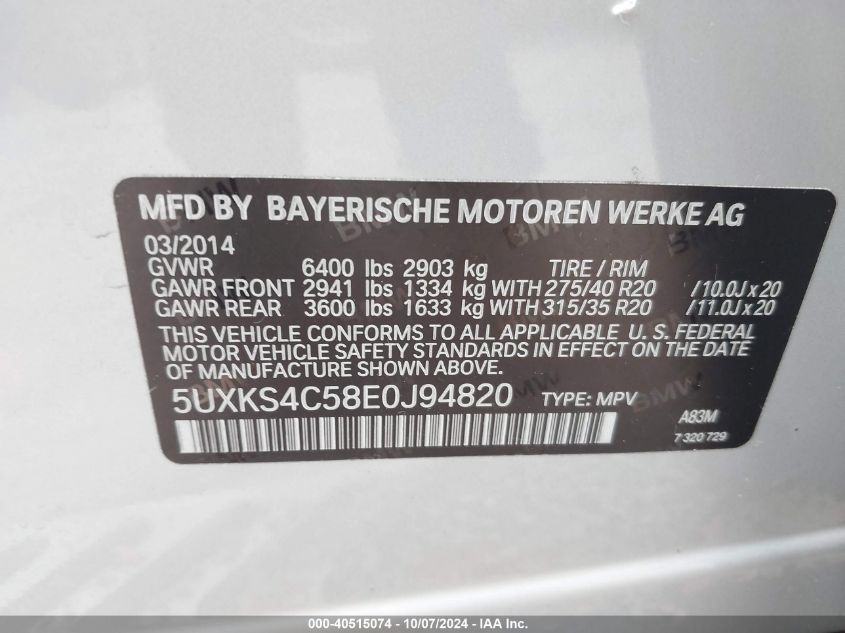 MFD BY BAYERISCHE MOTOREN WERKE AG
03/2014
GVWR 6400 lbs 2903 kg TIRE / RIM
GAWR FRONT 2941 lbs 1334 kg WITH 275/40 R20 /10.0J x 20
GAWR REAR 3600 lbs 1633 kg WITH 315/35 R20 /11.0J x 20
THIS VEHICLE CONFORMS TO ALL APPLICABLE U. S. FEDERAL
MOTOR VEHICLE SAFETY STANDARDS IN EFFECT ON THE DATE
OF MANUFACTURE SHOWN ABOVE.
5UXKS4C58E0J94820 TYPE: MPV
A83M
7 320 729
000-40515074 - 10/07/2024 - IAA Inc.